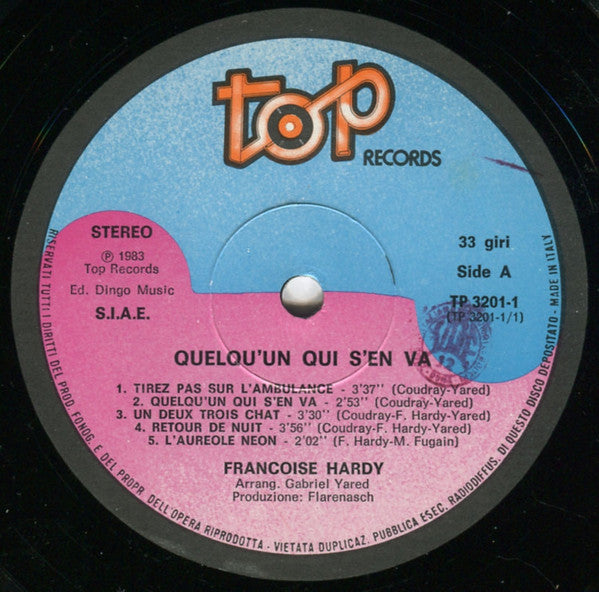 top
RECORDS
STEREO
℗ 1983
Top Records
Ed. Dingo Music
S.I.A.E.
33 giri
Side A
TP 3201-1
(TP 3201-1/1)
QUELQU'UN QUI S'EN VA
1. TIREZ PAS SUR L'AMBULANCE - 3'37" (Coudray-Yared)
2. QUELQU'UN QUI S'EN VA - 2'53" (Coudray-Yared)
3. UN DEUX TROIS CHAT - 3'30" (Coudray-F. Hardy-Yared)
4. RETOUR DE NUIT - 3'56" (Coudray-F. Hardy-Yared)
5. L'AUREOLE NEON - 2'02" (F. Hardy-M. Fugain)
FRANCOISE HARDY
Arrang. Gabriel Yared
Produzione: Flarenasch
RISERVATI TUTTI I DIRITTI DEL PROD. FONOG. E DEL PROPR. DELL'OPERA RIPRODOTTA - VIETATA DUPLICAZ. PUBBLICA ESEC. RADIODIFFUS. DI QUESTO DISCO DEPOSITATO - MADE IN ITALY